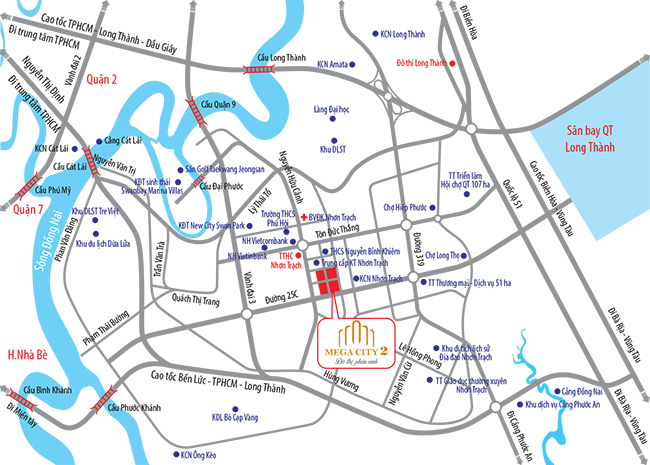 Cao tốc TPHCM - Long Thành - Dầu Giây
Đi trung tâm TPHCM
Nguyễn Thị Định
Đi trung tâm TPHCM
Vành đai 2
Quận 2
Cầu Long Thành
KCN Long Thành
KCN Amata
Đô thị Long Thành
Đi Biên Hòa
Đi Biên Hòa
Cầu Quận 9
Làng Đại học
Khu DLST
Sân bay QT
Long Thành
Cảng Cát Lái
KCN Cát Lái
Cầu Cát Lái
Nguyễn Văn Trị
Cầu Phú Mỹ
Quận 7
Sông Đồng Nai
Sân Golf Taekwang Jeongsan
KĐT sinh thái
Swanbay Marina Villas
Cầu Đại Phước
Lý Thái Tổ
Nguyễn Hữu Cảnh
TT Triển lãm
Hội chợ QT 107 ha
Quốc lộ 51
Cao tốc Biên Hòa - Vũng Tàu
Khu DLST Tre Việt
Khu du lịch Dừa Lửa
Phan Văn Đáng
Trần Văn Trà
KĐT New City Swan Park
Trường THCS
Phú Hội
BVĐK Nhơn Trạch
Tôn Đức Thắng
Chợ Hiệp Phước
NH Vietcombank
NH Vietinbank
TTHC
Nhơn Trạch
THCS Nguyễn Bỉnh Khiêm
Trung cấp KT Nhơn Trạch
Đường 319
Chợ Long Thọ
KCN Nhơn Trạch
TT Thương mại - Dịch vụ 51 ha
Quách Thị Trang
Vành đai 3
Đường 25C
Phạm Thái Bường
MEGA CITY 2
Đô thị phồn vinh
H.Nhà Bè
Cầu Bình Khánh
Đi Miền tây
Cầu Phước Khánh
Cao tốc Bến Lức - TPHCM - Long Thành
Hùng Vương
Lê Hồng Phong
Nguyễn Văn Cừ
Khu di tích lịch sử
Địa đạo Nhơn Trạch
TT Giáo dục thường xuyên
Nhơn Trạch
KDL Bò Cạp Vàng
KCN Ông Kèo
Cảng Đồng Nai
Khu dịch vụ Cảng Phước An
Đi Cảng Phước An
Đi Bà Rịa - Vũng Tàu
Đi Bà Rịa - Vũng Tàu